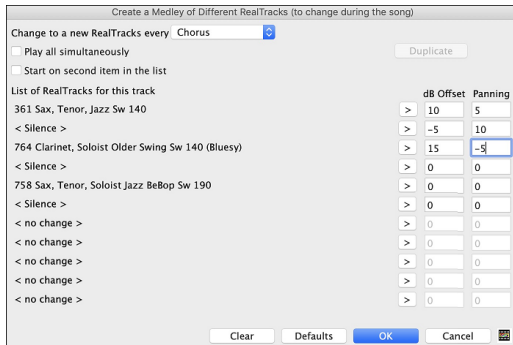 Create a Medley of Different RealTracks (to change during the song)
Change to a new RealTracks every Chorus
Play all simultaneously Duplicate
Start on second item in the list
List of RealTracks for this track dB Offset Panning
361 Sax, Tenor, Jazz Sw 140 > 10 5
< Silence > > -5 10
764 Clarinet, Soloist Older Swing Sw 140 (Bluesy) > 15 -5
< Silence > > 0 0
758 Sax, Tenor, Soloist Jazz BeBop Sw 190 > 0 0
< Silence > > 0 0
< no change > > 0 0
< no change > > 0 0
< no change > > 0 0
< no change > > 0 0
< no change > > 0 0
Clear Defaults OK Cancel